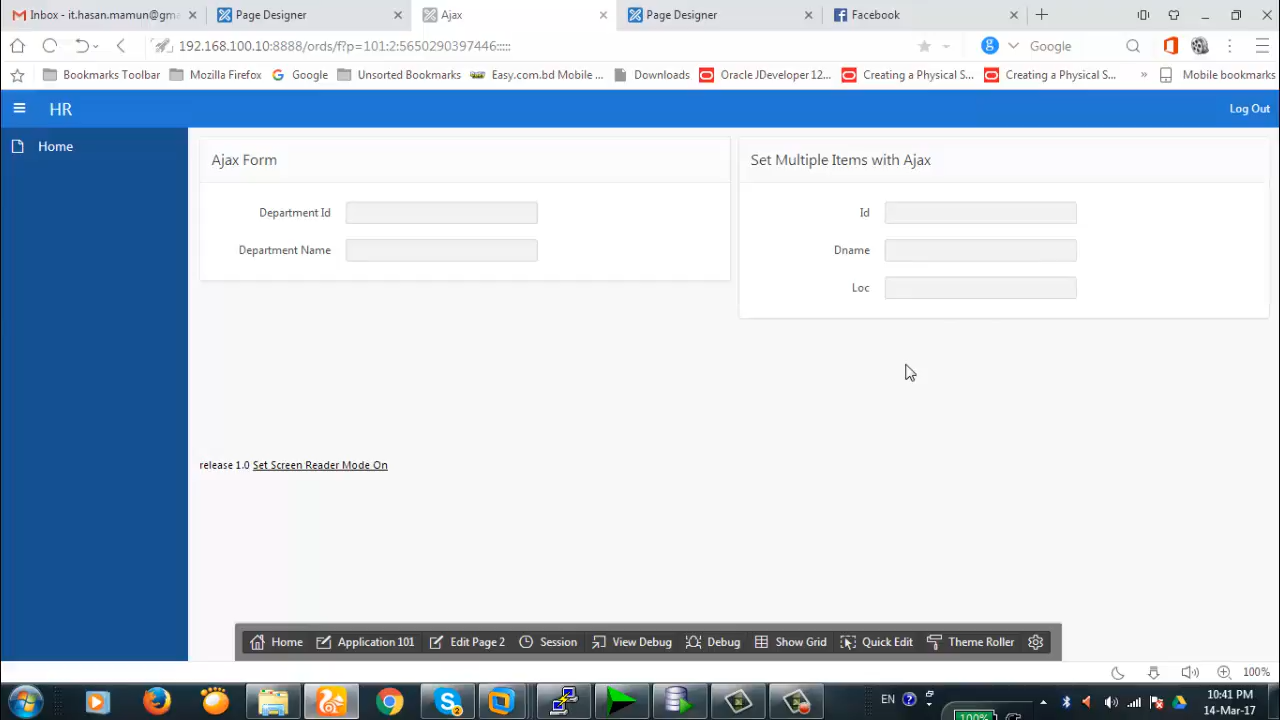 Inbox - it.hasan.mamun@gma
Page Designer
Ajax
Page Designer
Facebook
192.168.100.10:8888/ords/f?p=101:2:5650290397446:::::
Google
Bookmarks Toolbar
Mozilla Firefox
Google
Unsorted Bookmarks
Easy.com.bd Mobile ...
Downloads
Oracle JDeveloper 12...
Creating a Physical S...
Creating a Physical S...
»
Mobile bookmarks
HR
Log Out
Home
Ajax Form
Set Multiple Items with Ajax
Department Id
Id
Department Name
Dname
Loc
release 1.0 Set Screen Reader Mode On
Home
Application 101
Edit Page 2
Session
View Debug
Debug
Show Grid
Quick Edit
Theme Roller
100%
EN
10:41 PM
14-Mar-17
100%